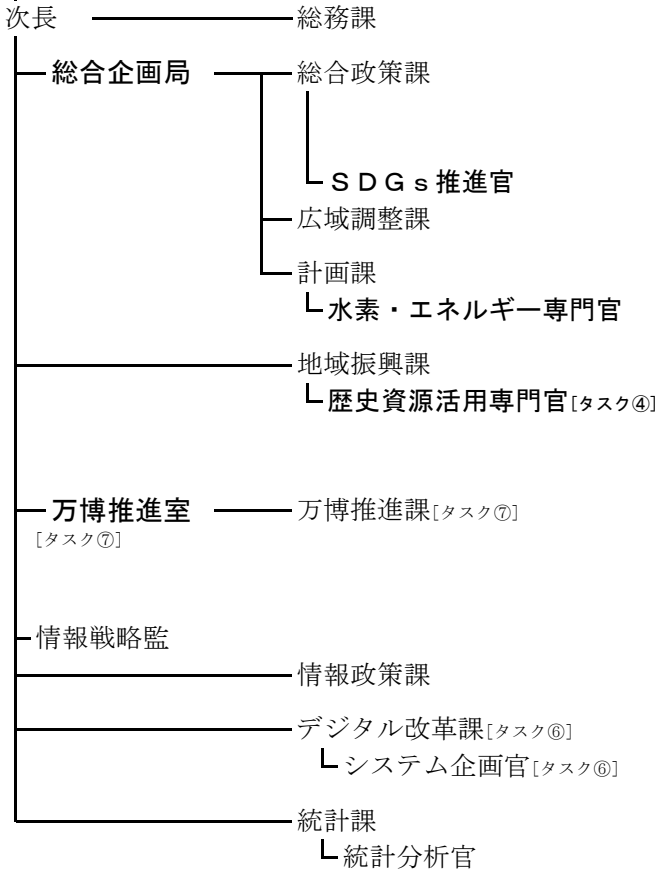 次長 総務課
総合企画局 総合政策課
SDGs推進官
広域調整課
計画課
水素・エネルギー専門官
地域振興課
歴史資源活用専門官[タスク④]
万博推進室 万博推進課[タスク⑦]
[タスク⑦]
情報戦略監
情報政策課
デジタル改革課[タスク⑥]
システム企画官[タスク⑥]
統計課
統計分析官